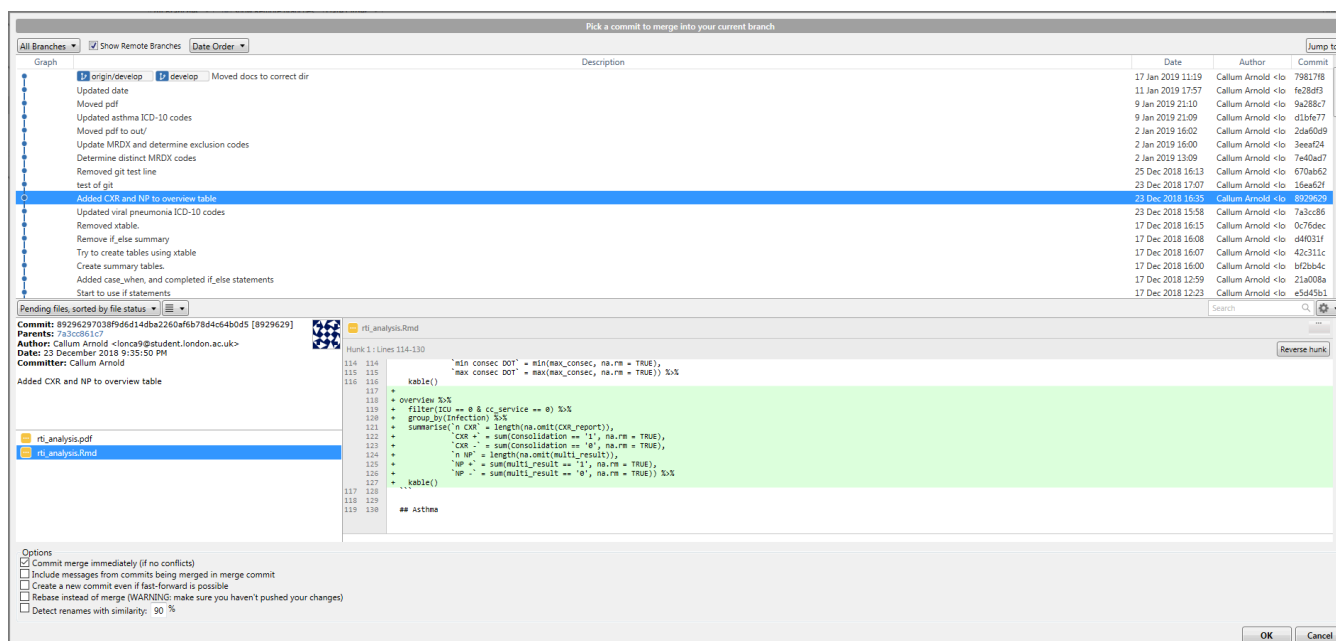 Pick a commit to merge into your current branch
All Branches Show Remote Branches Date Order Jump to
Graph Description Date Author Commit
origin/develop develop Moved docs to correct dir 17 Jan 2019 11:19 Callum Arnold <lo 79817f8
Updated date 11 Jan 2019 17:57 Callum Arnold <lo fe28df3
Moved pdf 9 Jan 2019 21:10 Callum Arnold <lo 9a288c7
Updated asthma ICD-10 codes 9 Jan 2019 21:09 Callum Arnold <lo d1bfe77
Moved pdf to out/ 2 Jan 2019 16:02 Callum Arnold <lo 2da60d9
Update MRDX and determine exclusion codes 2 Jan 2019 16:00 Callum Arnold <lo 3eeaf24
Determine distinct MRDX codes 2 Jan 2019 13:09 Callum Arnold <lo 7e40ad7
Removed git test line 25 Dec 2018 16:13 Callum Arnold <lo 670ab62
test of git 23 Dec 2018 17:07 Callum Arnold <lo 16ea62f
Added CXR and NP to overview table 23 Dec 2018 16:35 Callum Arnold <lo 8929629
Updated viral pneumonia ICD-10 codes 23 Dec 2018 15:58 Callum Arnold <lo 7a3cc86
Removed xtable. 17 Dec 2018 16:15 Callum Arnold <lo 0c76dec
Remove if_else summary 17 Dec 2018 16:08 Callum Arnold <lo d4f031f
Try to create tables using xtable 17 Dec 2018 16:07 Callum Arnold <lo 42c311c
Create summary tables. 17 Dec 2018 16:00 Callum Arnold <lo bf2bb4c
Added case_when, and completed if_else statements 17 Dec 2018 12:59 Callum Arnold <lo 21a008a
Start to use if statements 17 Dec 2018 12:23 Callum Arnold <lo e5d45b1
Pending files, sorted by file status Search
Commit: 89296297038f9d6d14dba2260af6b78d4c64b0d5 [8929629]
Parents: 7a3cc861c7
Author: Callum Arnold <lonca9@student.london.ac.uk>
Date: 23 December 2018 9:35:50 PM
Committer: Callum Arnold
Added CXR and NP to overview table
rti_analysis.pdf
rti_analysis.Rmd
rti_analysis.Rmd
Hunk 1 : Lines 114-130 Reverse hunk
114 114 `min consec DOT` = min(max_consec, na.rm = TRUE),
115 115 `max consec DOT` = max(max_consec, na.rm = TRUE)) %>%
116 116 kable()
117 +
118 + overview %>%
119 + filter(ICU == 0 & cc_service == 0) %>%
120 + group_by(Infection) %>%
121 + summarise(`n CXR` = length(na.omit(CXR_report)),
122 + `CXR +` = sum(Consolidation == '1', na.rm = TRUE),
123 + `CXR -` = sum(Consolidation == '0', na.rm = TRUE),
124 + `n NP` = length(na.omit(multi_result)),
125 + `NP +` = sum(multi_result == '1', na.rm = TRUE),
126 + `NP -` = sum(multi_result == '0', na.rm = TRUE)) %>%
127 + kable()
117 128 ```
118 129
119 130 ## Asthma
Options
Commit merge immediately (if no conflicts)
Include messages from commits being merged in merge commit
Create a new commit even if fast-forward is possible
Rebase instead of merge (WARNING: make sure you haven't pushed your changes)
Detect renames with similarity: 90 %
OK Cancel